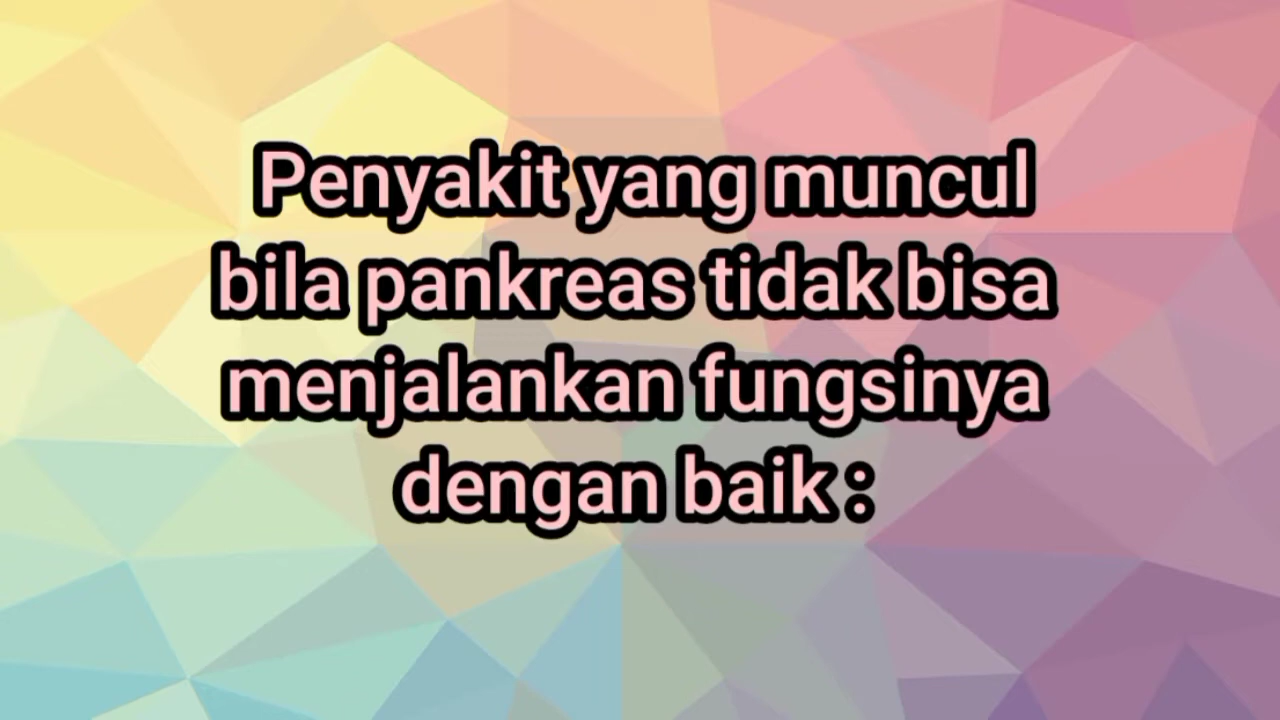 Penyakit yang muncul
bila pankreas tidak bisa
menjalankan fungsinya
dengan baik :